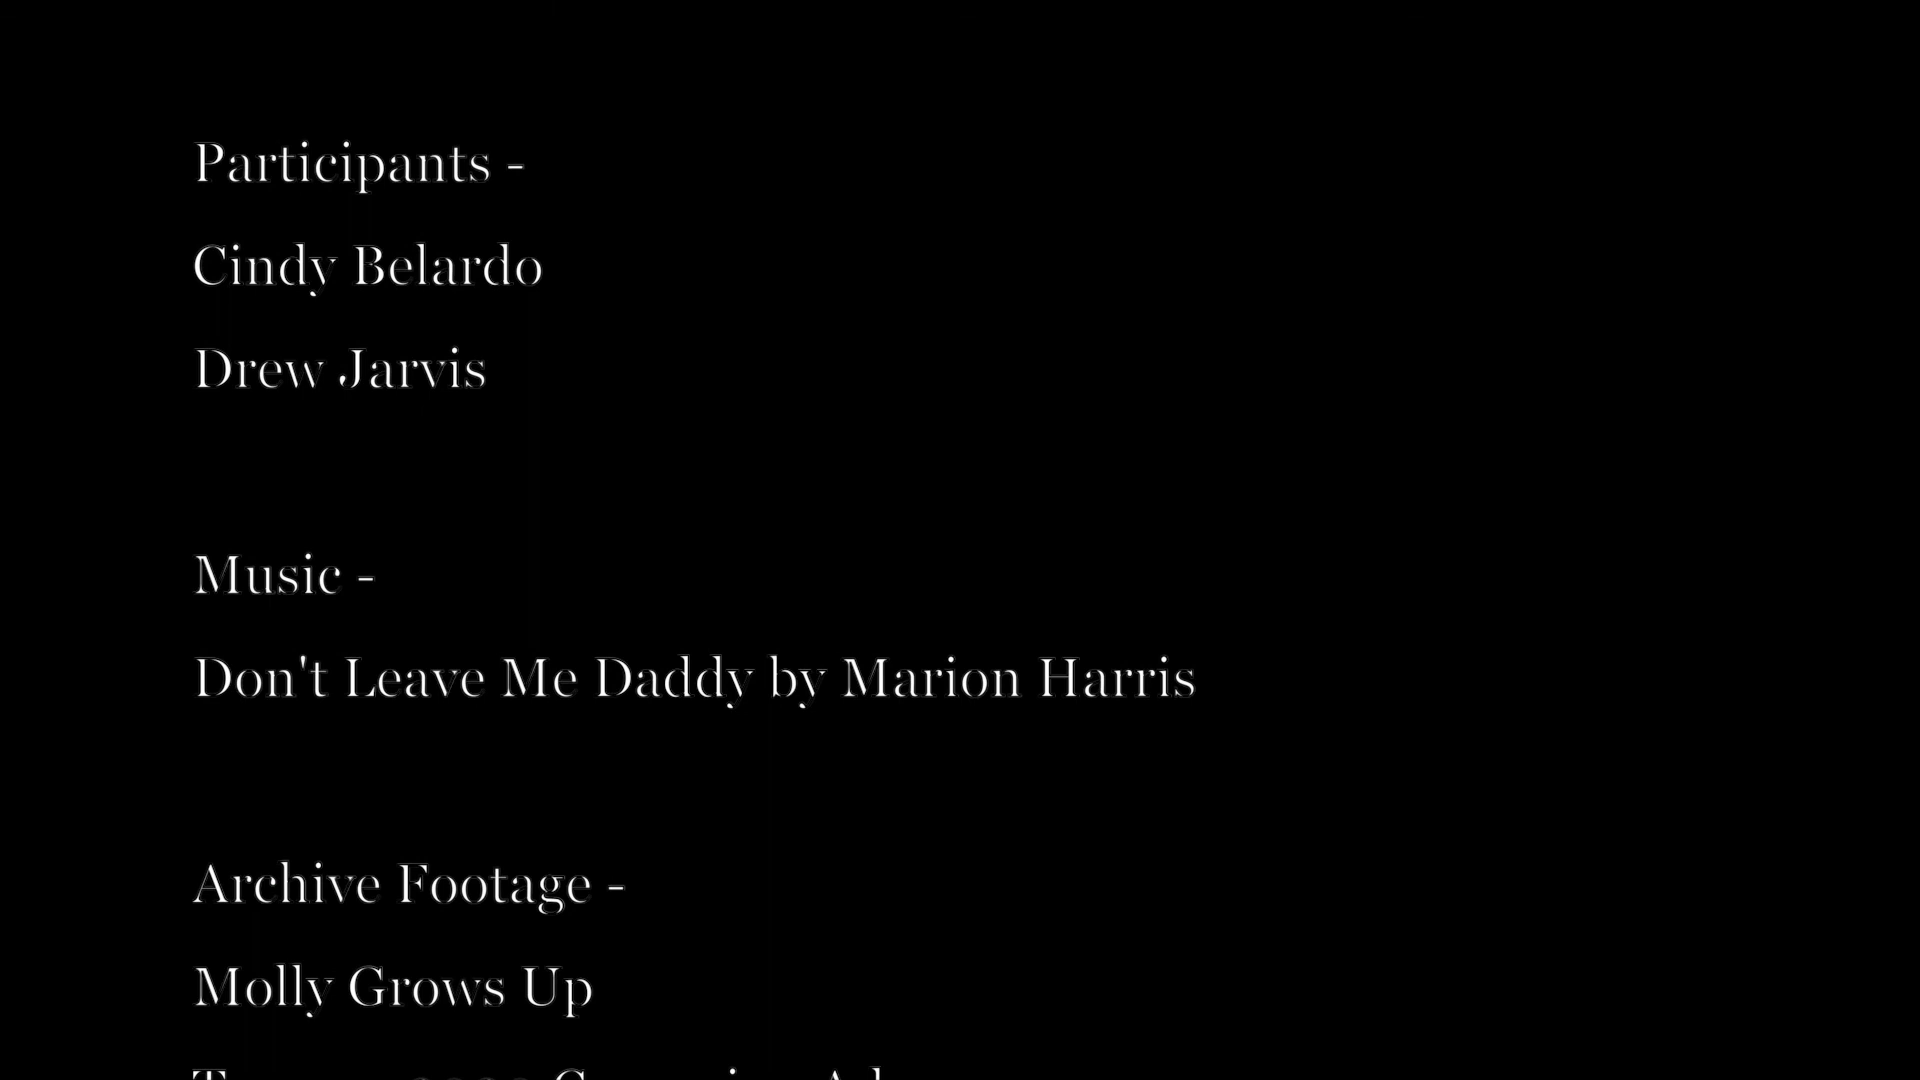 Participants -
Cindy Belardo
Drew Jarvis
Music -
Don't Leave Me Daddy by Marion Harris
Archive Footage -
Molly Grows Up